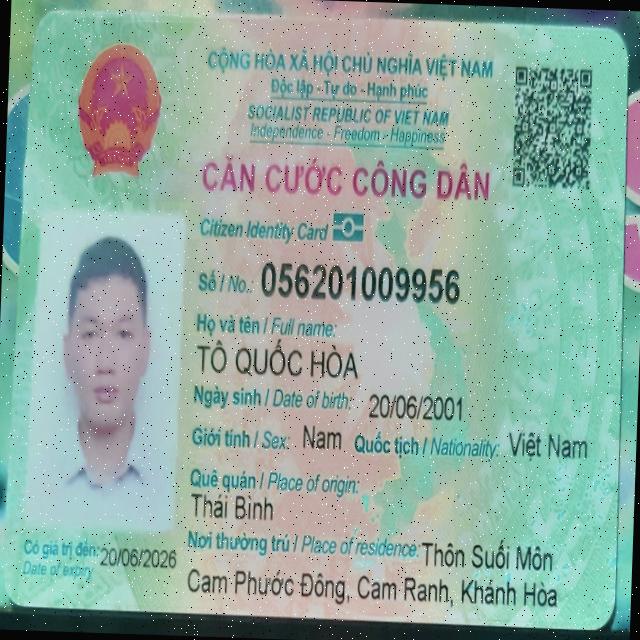 CỘNG HÒA XÃ HỘI CHỦ NGHĨA VIỆT NAM
Độc lập - Tự do - Hạnh phúc
SOCIALIST REPUBLIC OF VIET NAM
Independence - Freedom - Happiness
CĂN CƯỚC CÔNG DÂN
Citizen Identity Card
Số / No.: 056201009956
Họ và tên / Full name:
TÔ QUỐC HÒA
Ngày sinh / Date of birth: 20/06/2001
Giới tính / Sex: Nam Quốc tịch / Nationality: Việt Nam
Quê quán / Place of origin:
Thái Bình
Nơi thường trú / Place of residence: Thôn Suối Môn
Cam Phước Đông, Cam Ranh, Khánh Hòa
Có giá trị đến: 20/06/2026
Date of expiry